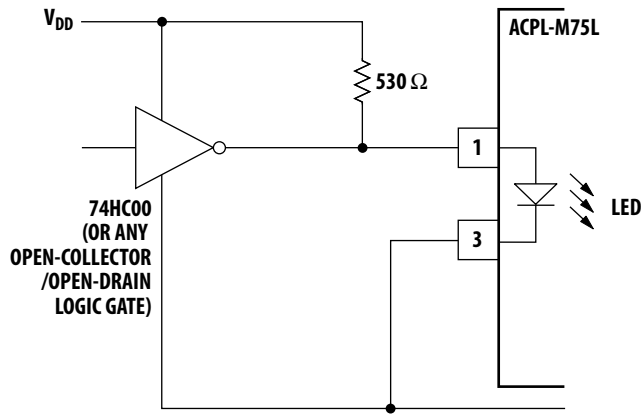 V_DD
ACPL-M75L
530 Ω
1
3
LED
74HC00
(OR ANY
OPEN-COLLECTOR
/OPEN-DRAIN
LOGIC GATE)